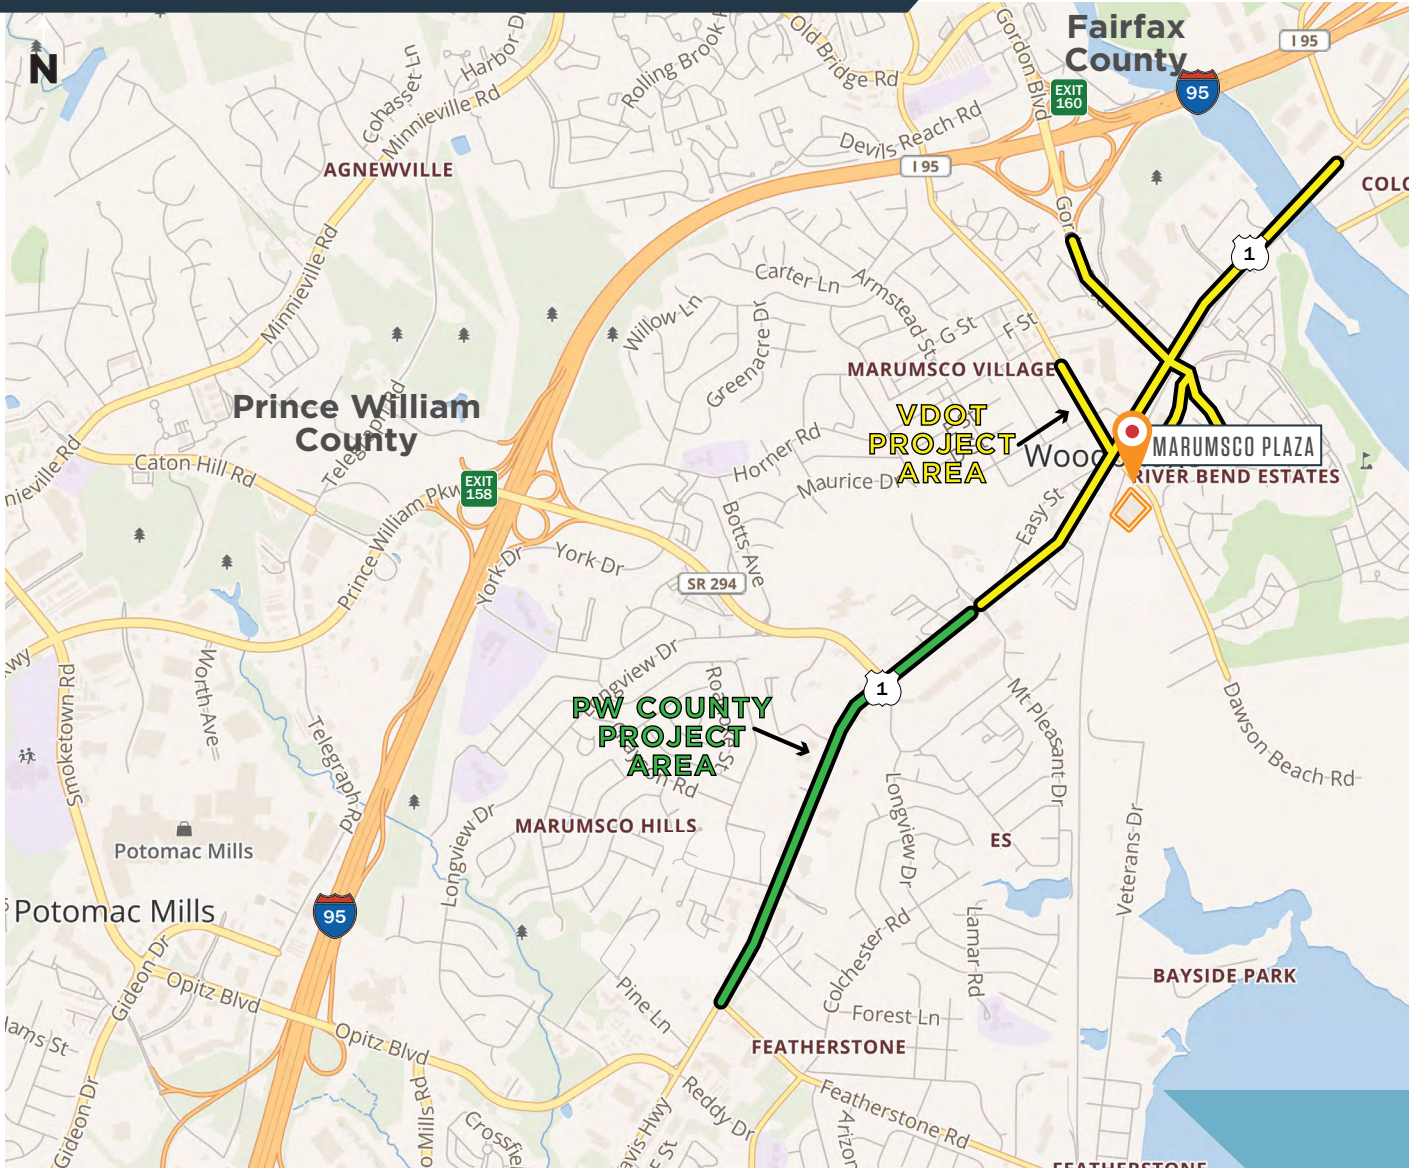 Fairfax
County
I 95
N
Harbor Dr
Cohasset Ln
Minnieville Rd
Rolling Brook
Old Bridge Rd
Gordon Blvd
EXIT
160
95
Devils Reach Rd
I 95
AGNEWVILLE
Minnieville Rd
1
Carter Ln
Armstead St
G St
F St
Willow Ln
Greenacre Dr
MARUMSCO VILLAGE
Prince William
County
VDOT
PROJECT
AREA
Telegraph Rd
Horner Rd
Maurice Dr
MARUMSCO PLAZA
RIVER BEND ESTATES
Caton Hill Rd
EXIT
158
Prince William Pkwy
York Dr
York Dr
Botts Ave
Easy St
SR 294
Longview Dr
1
PW COUNTY
PROJECT
AREA
Mt Pleasant Dr
Dawson Beach Rd
Smoketown Rd
Worth Ave
Telegraph Rd
Longview Dr
MARUMSCO HILLS
Longview Dr
ES
Veterans Dr
Potomac Mills
Potomac Mills
95
Colchester Rd
Lamar Rd
BAYSIDE PARK
Gideon Dr
Opitz Blvd
Opitz Blvd
Pine Ln
Forest Ln
FEATHERSTONE
Gideon Dr
Reddy Dr
Featherstone Rd
FEATHERSTONE